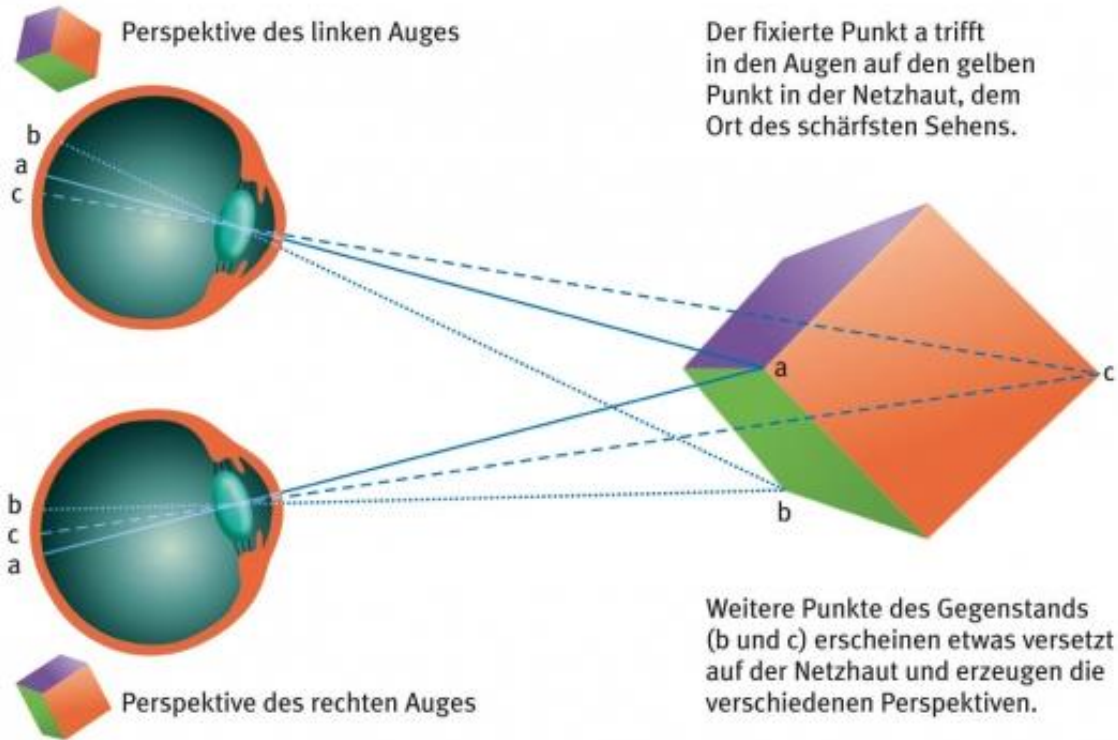 Perspektive des linken Auges
Der fixierte Punkt a trifft
in den Augen auf den gelben
Punkt in der Netzhaut, dem
Ort des schärfsten Sehens.
b
a
c
a
c
b
b
c
a
Weitere Punkte des Gegenstands
(b und c) erscheinen etwas versetzt
auf der Netzhaut und erzeugen die
verschiedenen Perspektiven.
Perspektive des rechten Auges